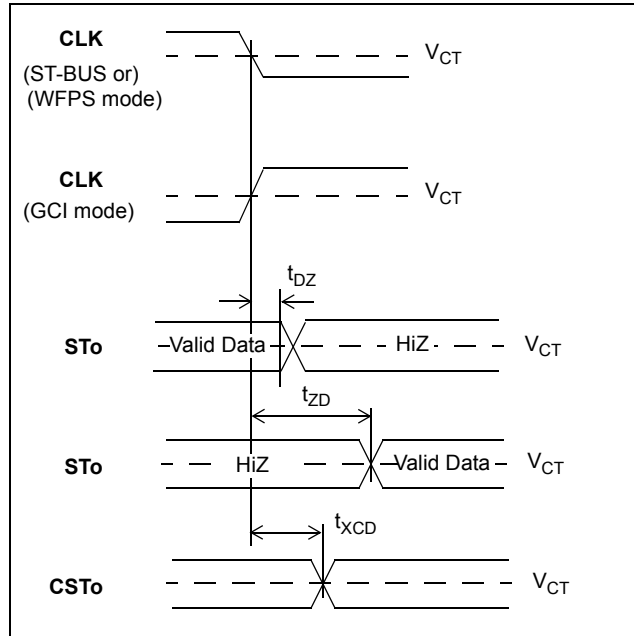 CLK
(ST-BUS or)
(WFPS mode)
V_CT
CLK
(GCI mode)
V_CT
t_DZ
STo
Valid Data
HiZ
V_CT
t_ZD
STo
HiZ
Valid Data
V_CT
t_XCD
CSTo
V_CT